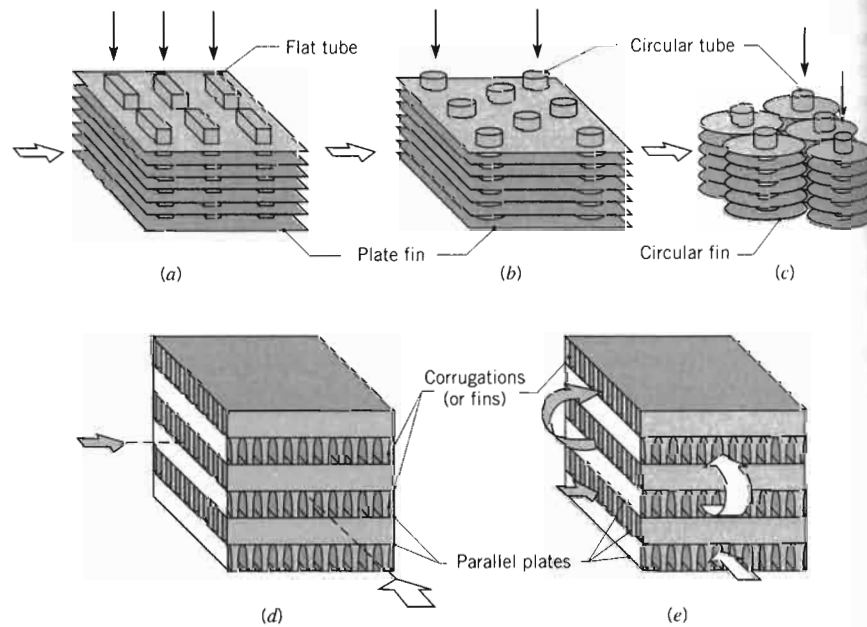 Flat tube
Circular tube
Plate fin
Circular fin
(a)
(b)
(c)
Corrugations
(or fins)
Parallel plates
(d)
(e)